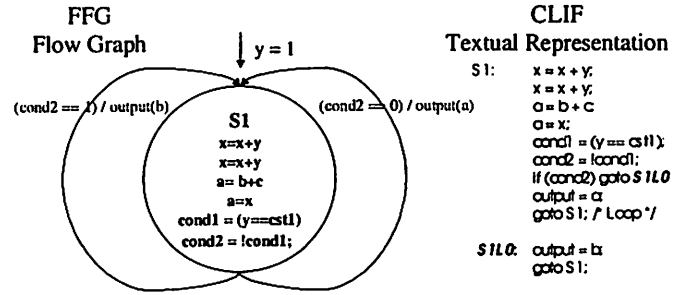 FFG
Flow Graph
y = 1
(cond2 == 1) / output(b)
(cond2 == 0) / output(a)
S1
x=x+y
x=x+y
a= b+c
a=x
cond1 = (y==cst1)
cond2 = !cond1;
CLIF
Textual Representation
S1: x = x + y;
x = x + y;
a = b + c
a = x;
cond1 = (y == cst1);
cond2 = !cond1;
if (cond2) goto S1L0
output = a;
goto S1; /* Loop */
S1L0: output = b;
goto S1;